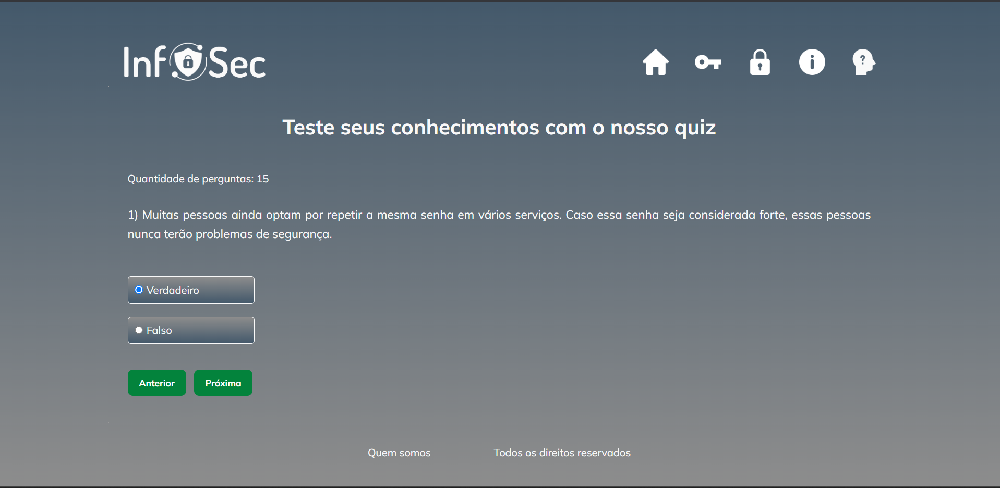 InfoSec
Teste seus conhecimentos com o nosso quiz
Quantidade de perguntas: 15
1) Muitas pessoas ainda optam por repetir a mesma senha em vários serviços. Caso essa senha seja considerada forte, essas pessoas
nunca terão problemas de segurança.
Verdadeiro
Falso
Anterior Próxima
Quem somos Todos os direitos reservados